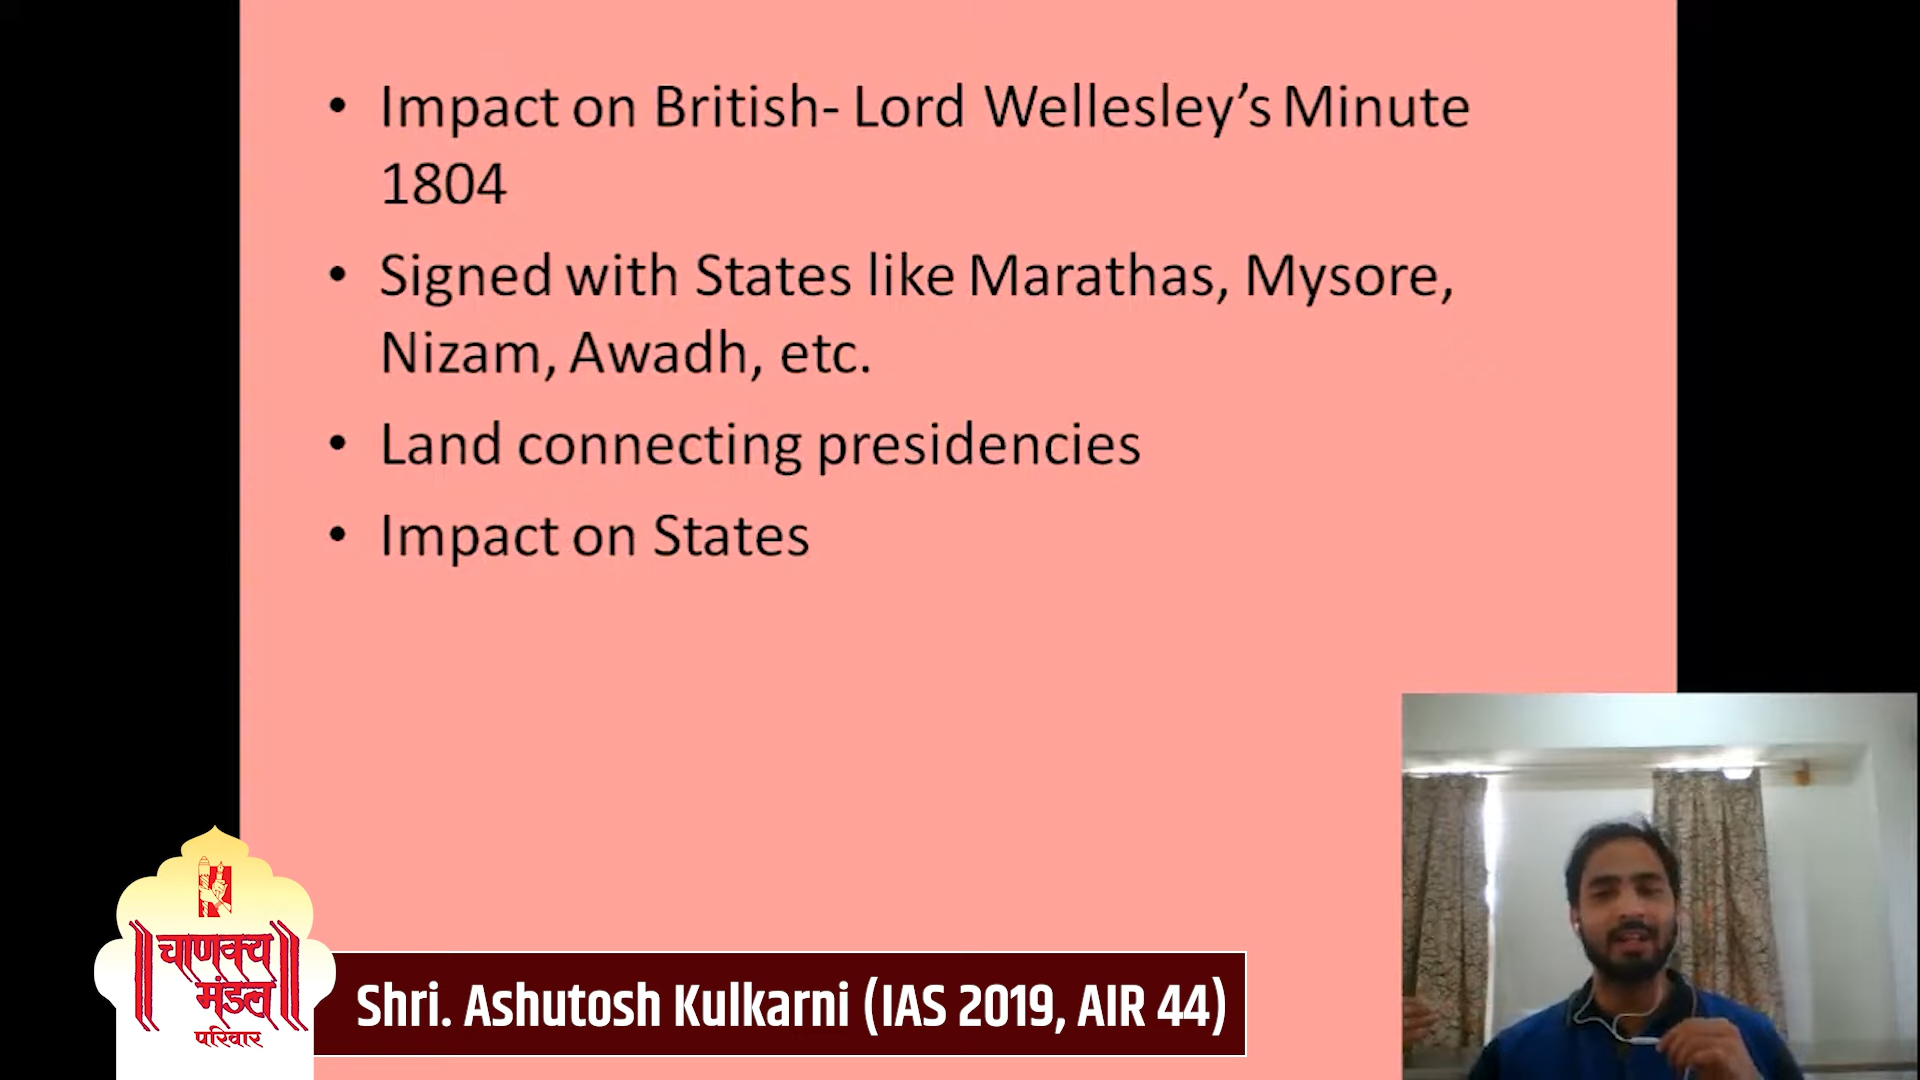 • Impact on British- Lord Wellesley’s Minute
1804
• Signed with States like Marathas, Mysore,
Nizam, Awadh, etc.
• Land connecting presidencies
• Impact on States
चाणक्य
मंडल
परिवार
Shri. Ashutosh Kulkarni (IAS 2019, AIR 44)